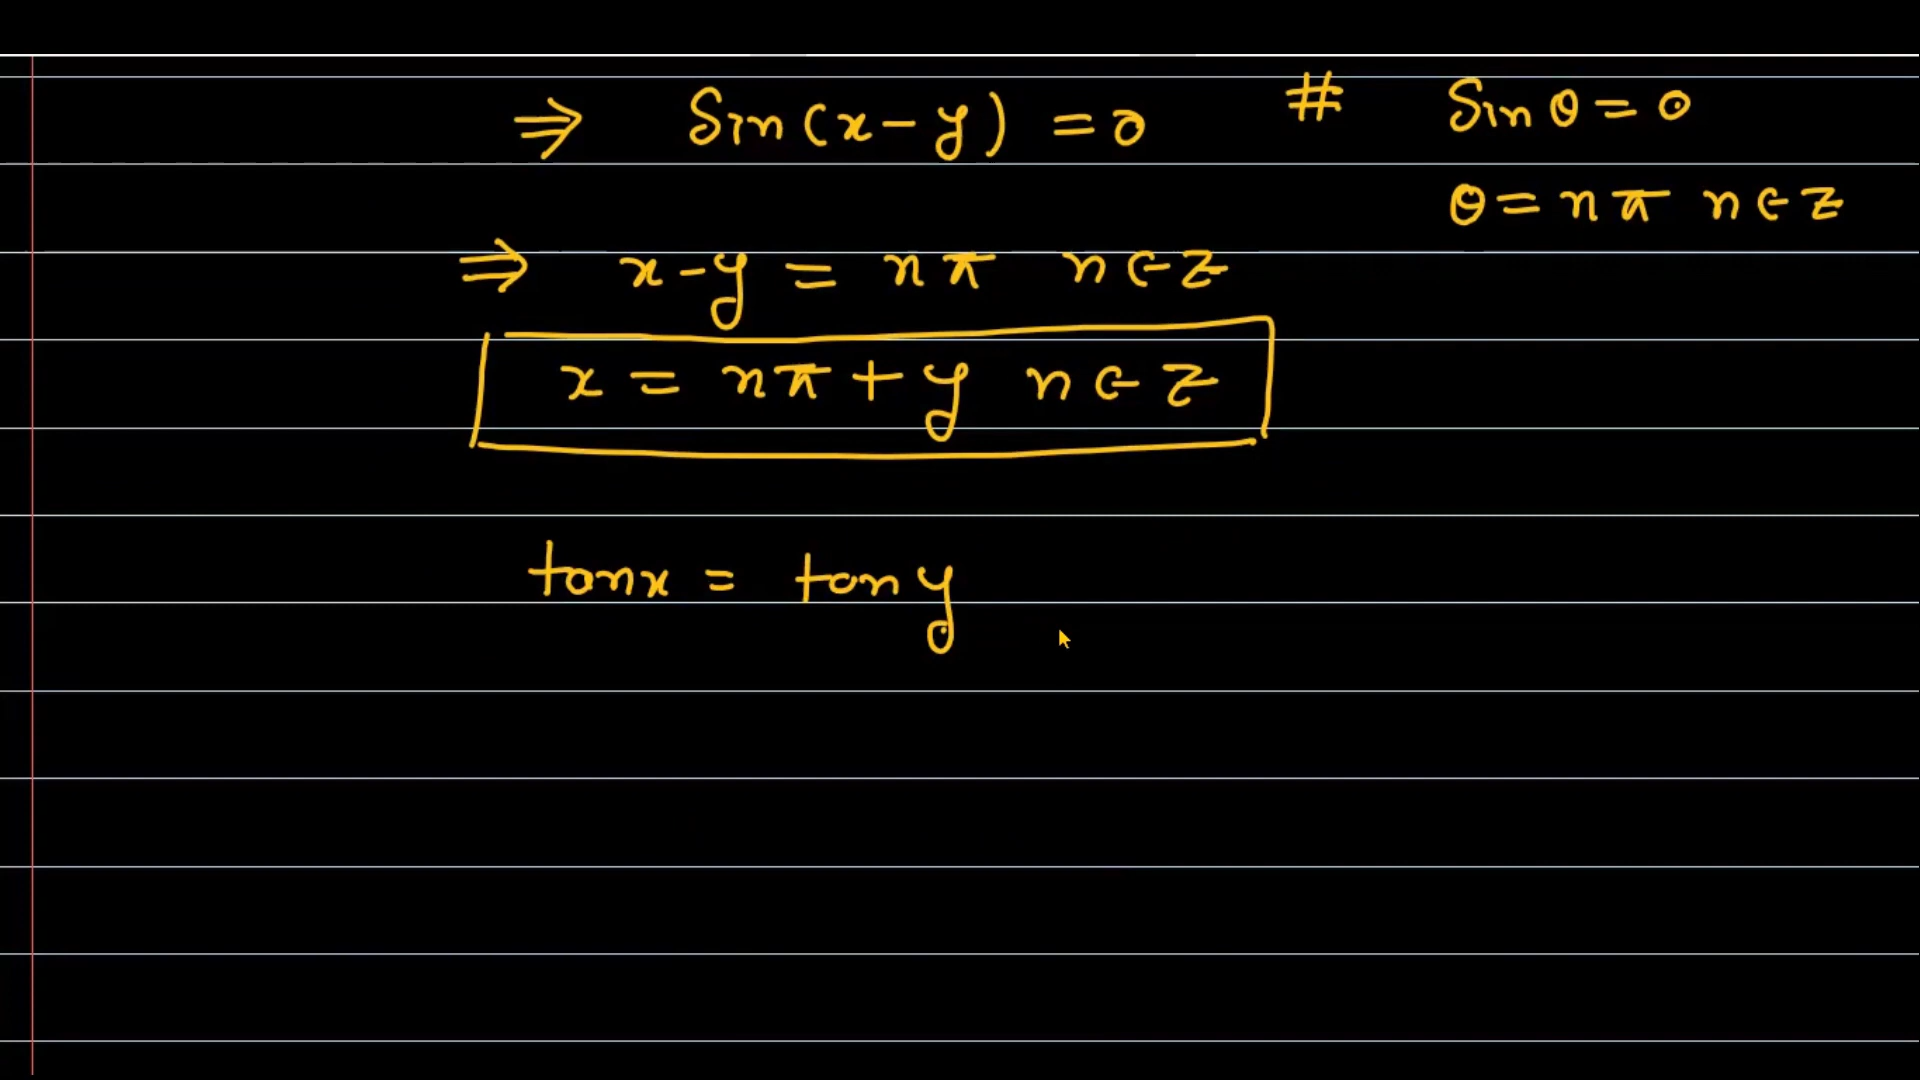 ⇒ Sin(x-y) = 0 # Sin θ = 0
θ = nπ n∈z
⇒ x-y = nπ n∈z
x = nπ + y n∈z
tanx = tany